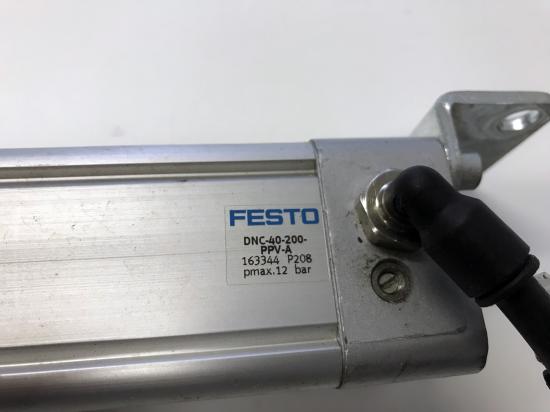 FESTO
DNC-40-200-
PPV-A
163344 P208
pmax.12 bar